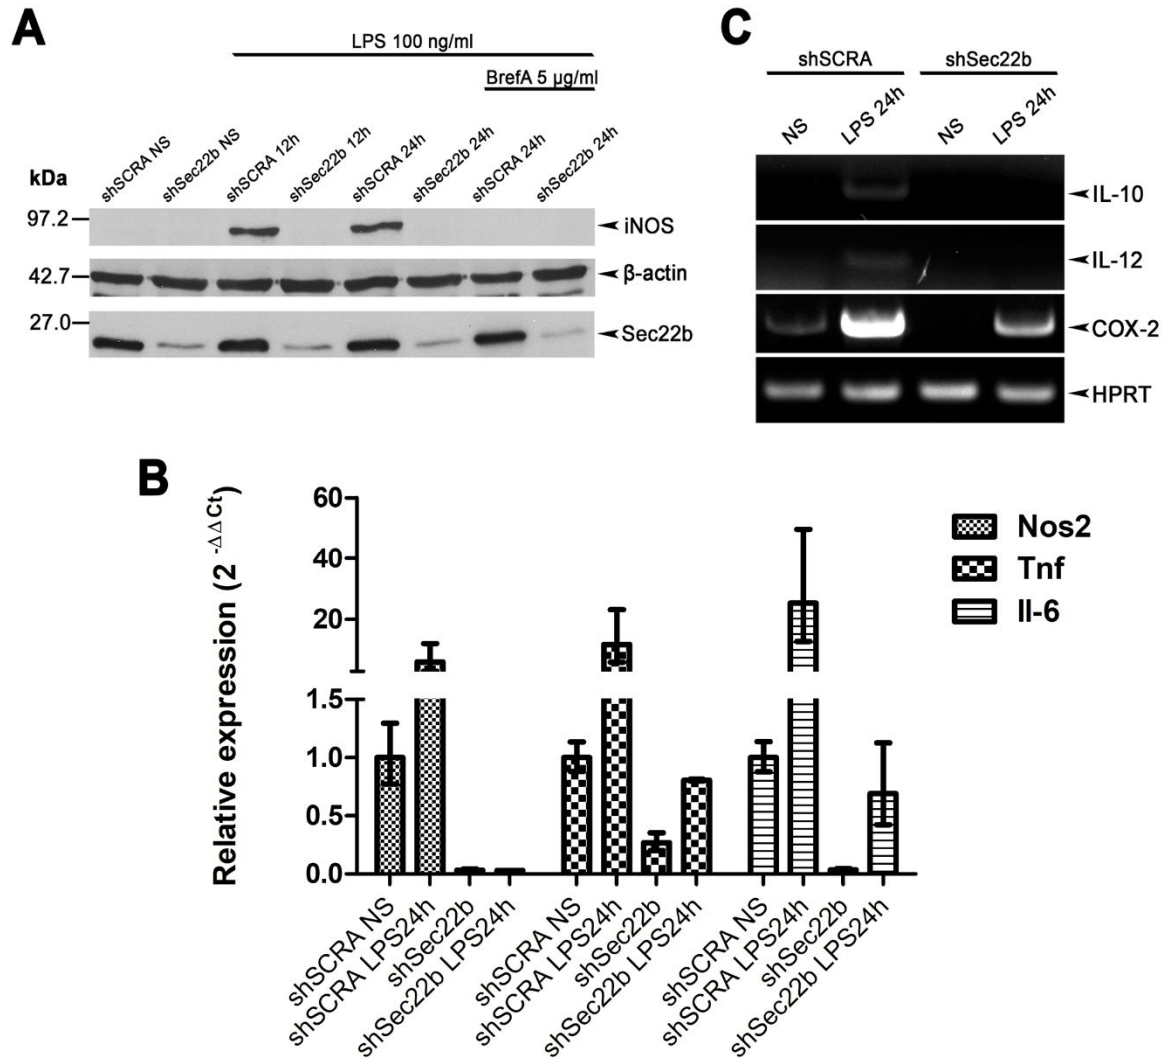 A
LPS 100 ng/ml
BrefA 5 µg/ml
shSCRA NS
shSec22b NS
shSCRA 12h
shSec22b 12h
shSCRA 24h
shSec22b 24h
shSCRA 24h
shSec22b 24h
kDa
97.2
iNOS
42.7
β-actin
27.0
Sec22b
C
shSCRA
shSec22b
NS
LPS 24h
NS
LPS 24h
IL-10
IL-12
COX-2
HPRT
B
Relative expression (2 -ΔΔCt)
60
40
20
1.5
1.0
0.5
0.0
shSCRA NS
shSCRA LPS24h
shSec22b
shSec22b LPS24h
shSCRA NS
shSCRA LPS24h
shSec22b
shSec22b LPS24h
shSCRA NS
shSCRA LPS24h
shSec22b
shSec22b LPS24h
Nos2
Tnf
Il-6